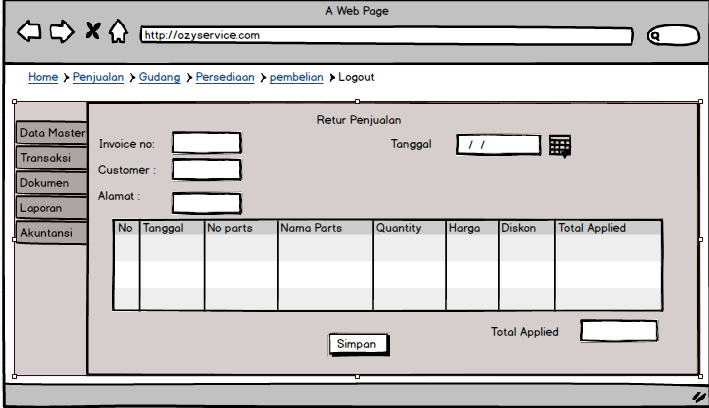 A Web Page
http://ozyservice.com
Home > Penjualan > Gudang > Persediaan > pembelian > Logout
Retur Penjualan
Data Master
Transaksi
Dokumen
Laporan
Akuntansi
Invoice no:
Tanggal / /
Customer :
Alamat :
No Tanggal No parts Nama Parts Quantity Harga Diskon Total Applied
Total Applied
Simpan